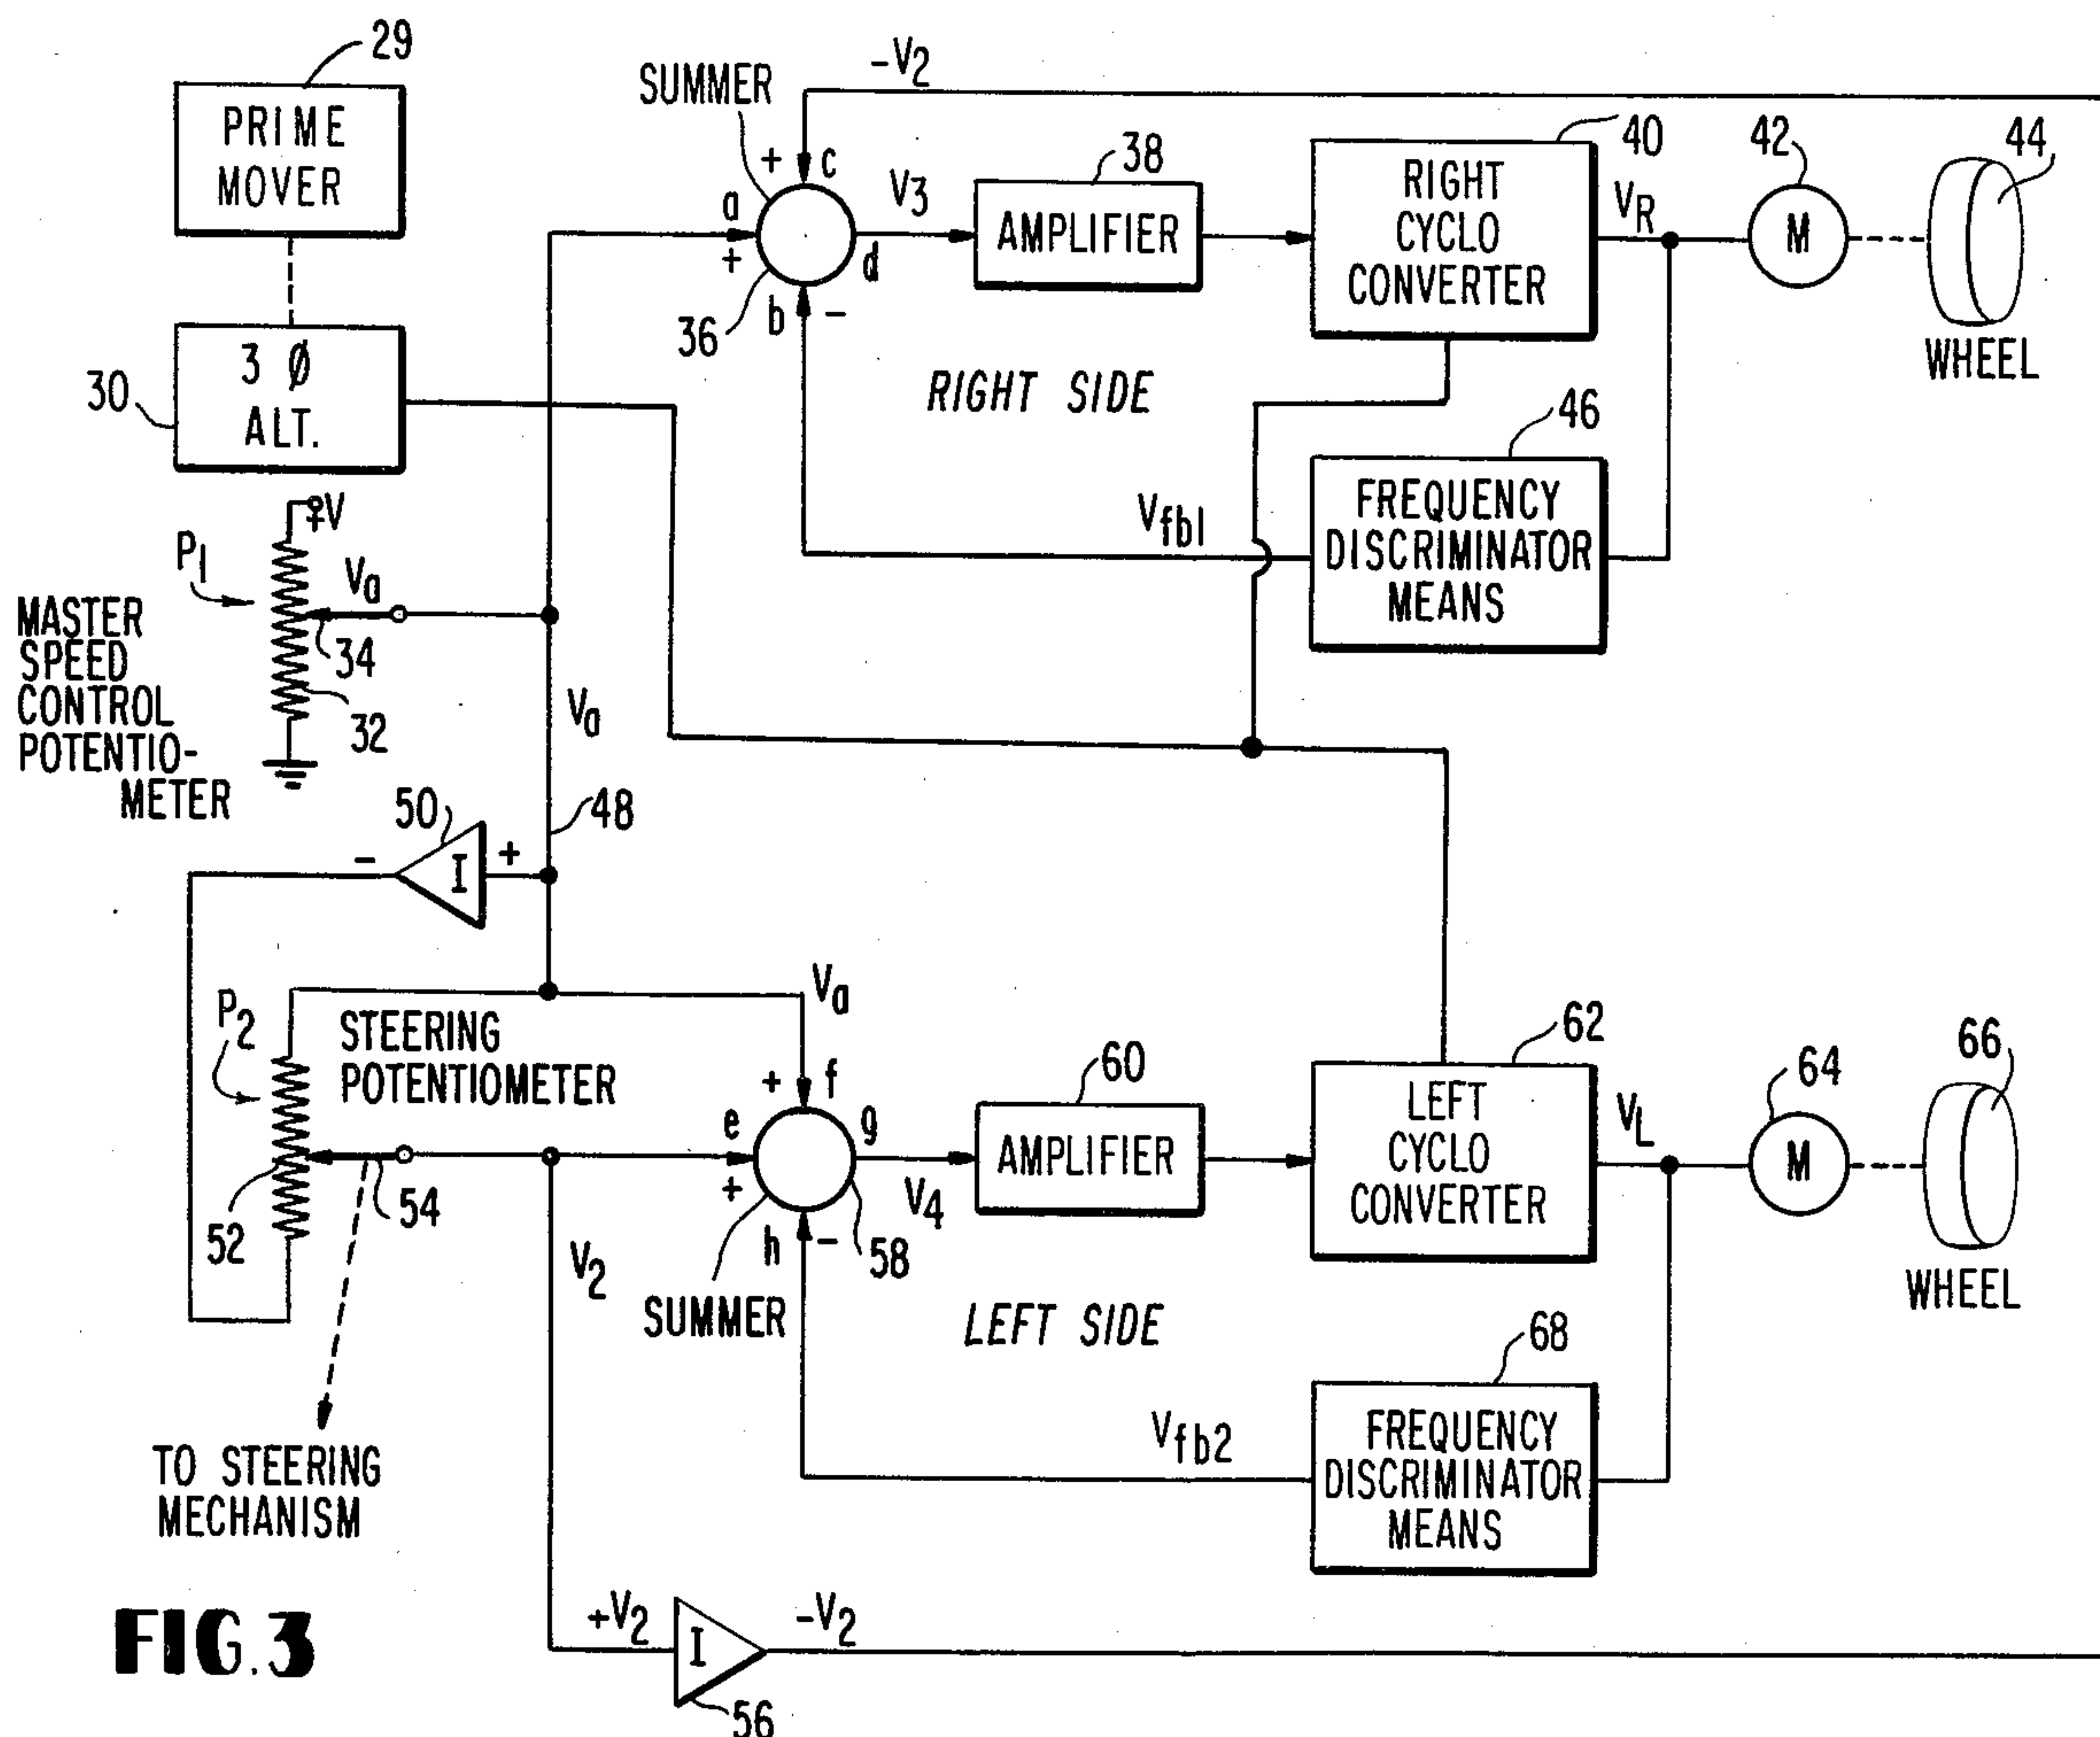 29
PRIME
MOVER
30
3 Ø
ALT.
+V
P1
Va
34
32
MASTER
SPEED
CONTROL
POTENTIO-
METER
Va
48
50
I
+
-
SUMMER
-V2
+
c
a
+
b
-
d
36
V3
38
AMPLIFIER
40
RIGHT
CYCLO
CONVERTER
VR
42
M
44
WHEEL
RIGHT SIDE
46
FREQUENCY
DISCRIMINATOR
MEANS
Vfb1
P2
STEERING
POTENTIOMETER
52
54
TO STEERING
MECHANISM
V2
Va
+
f
e
+
g
h
-
58
SUMMER
V4
60
AMPLIFIER
62
LEFT
CYCLO
CONVERTER
VL
64
M
66
WHEEL
LEFT SIDE
68
FREQUENCY
DISCRIMINATOR
MEANS
Vfb2
+V2
I
-V2
56
FIG.3